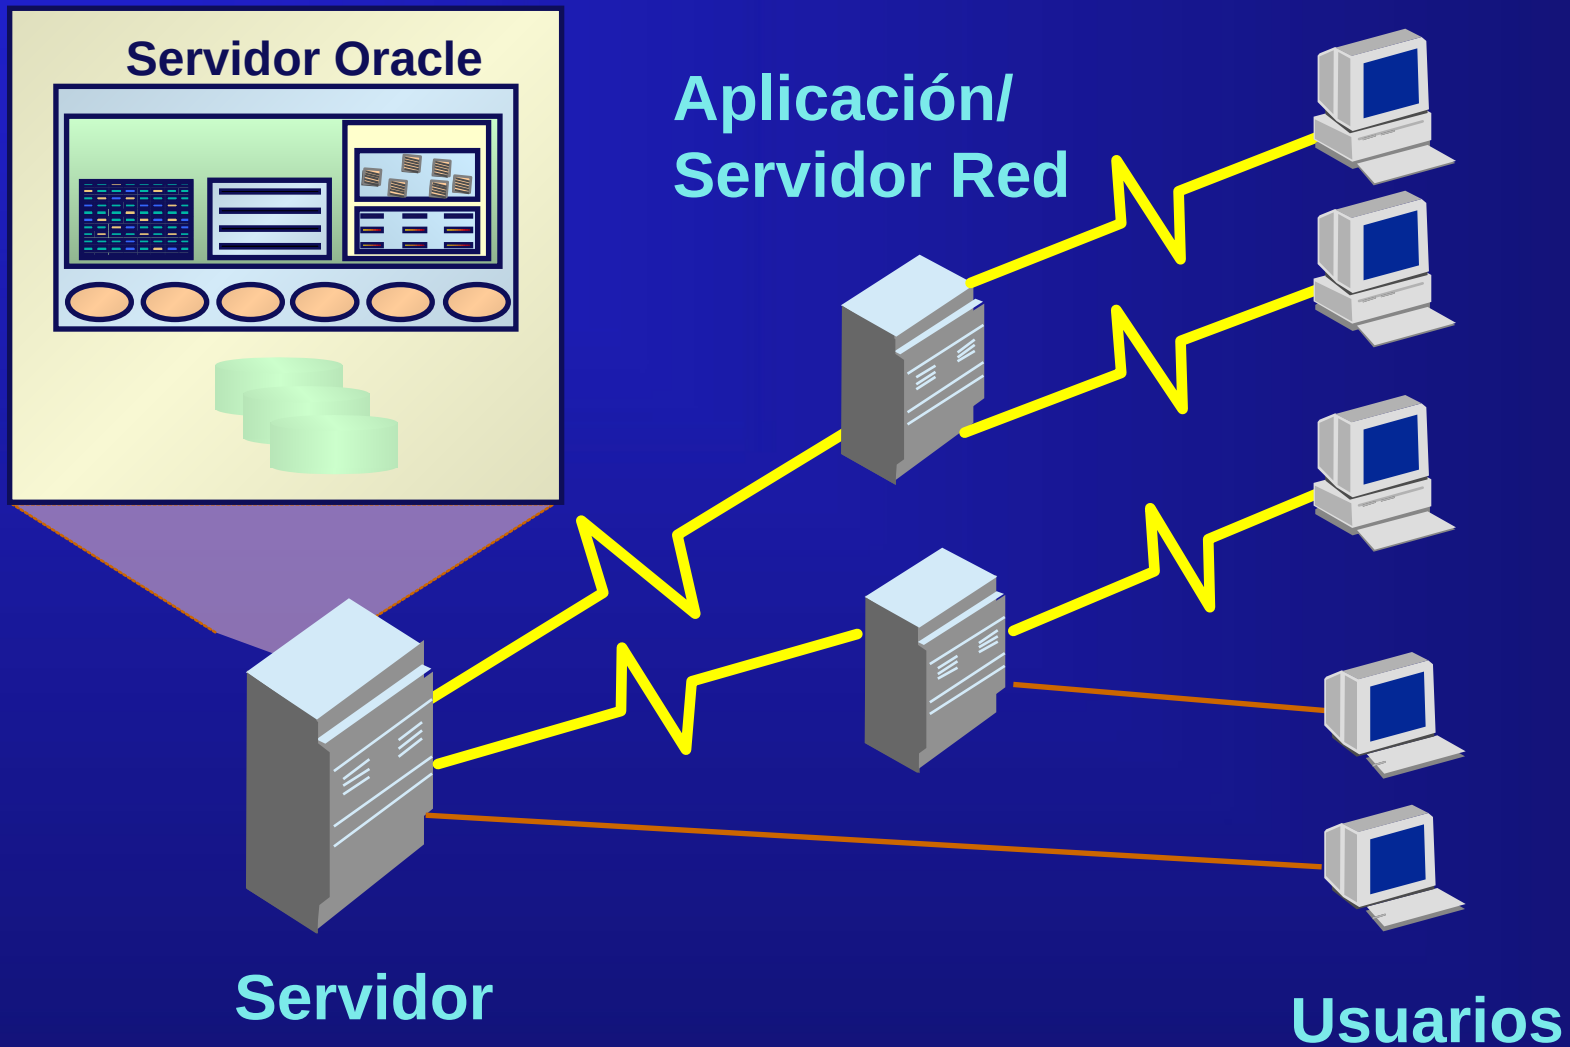 Servidor Oracle
Aplicación/
Servidor Red
Servidor
Usuarios